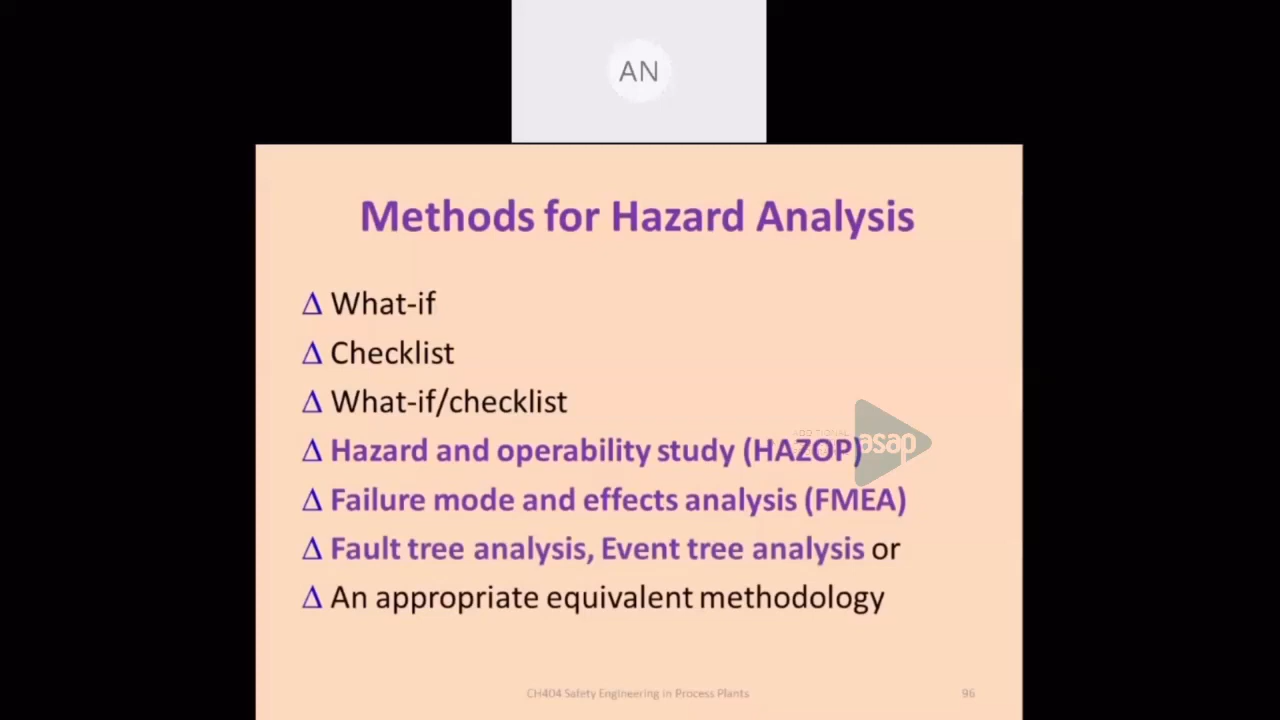 AN
Methods for Hazard Analysis
Δ What-if
Δ Checklist
Δ What-if/checklist
Δ Hazard and operability study (HAZOP)
asap
Δ Failure mode and effects analysis (FMEA)
Δ Fault tree analysis, Event tree analysis or
Δ An appropriate equivalent methodology
CH404 Safety Engineering in Process Plants
96